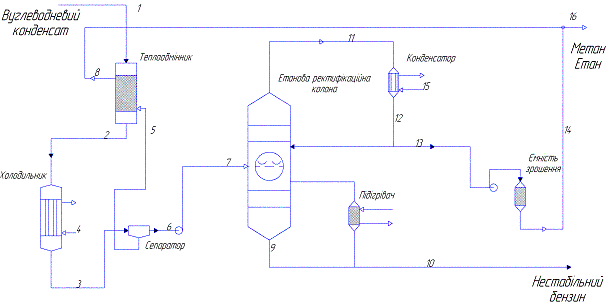 1
16
Вуглеводневий
конденсат
Метан
Етан
11
Теплообмінник
Конденсатор
8
Етанова ректифікаційна
колона
15
12
2
5
13
14
7
Ємність
зрошення
Холодильник
Підігрівач
4
6
Сепаратор
9
10
3
Нестабільний
бензин